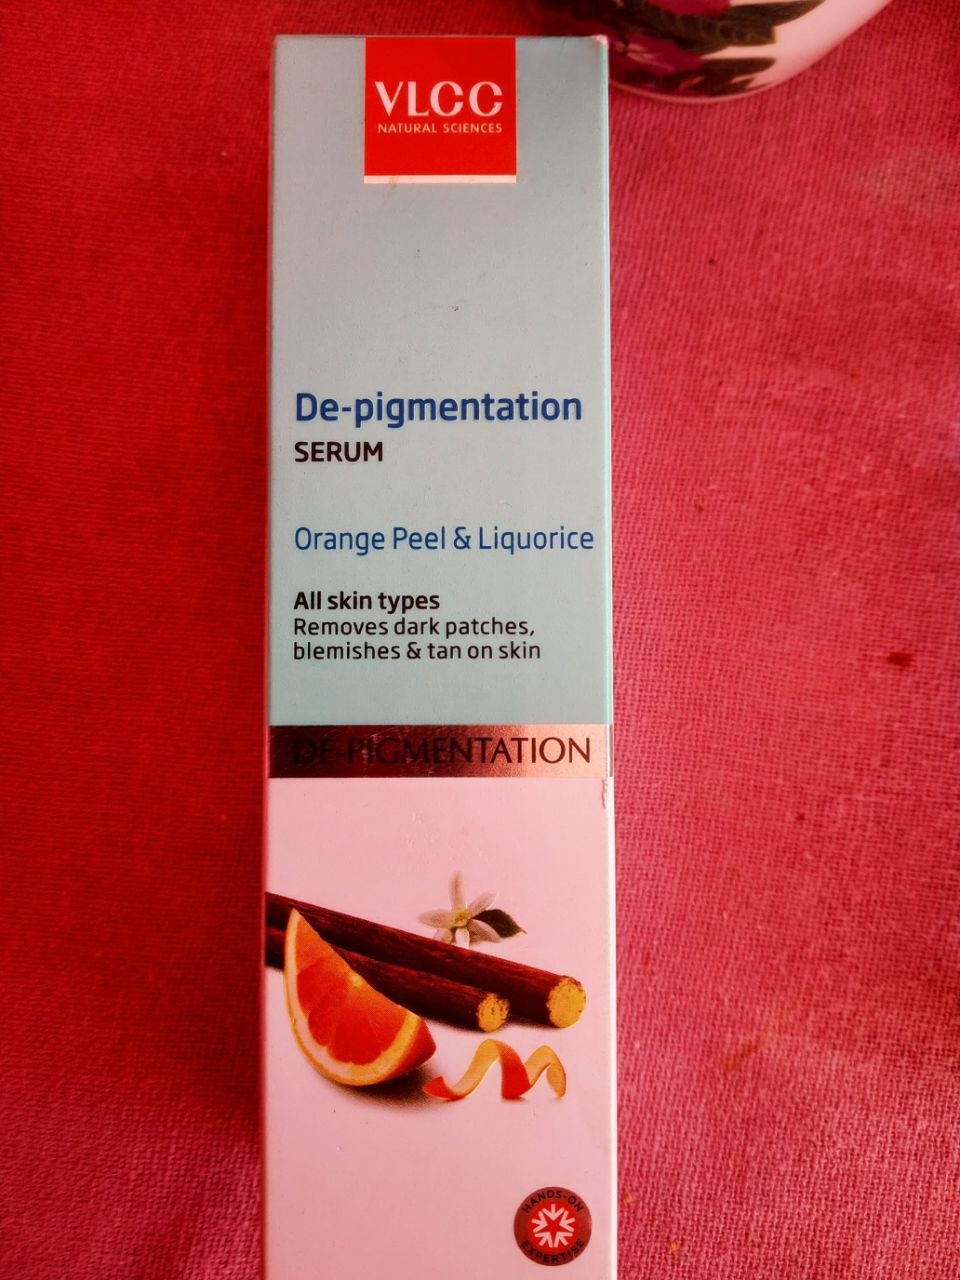 VLCC
NATURAL SCIENCES
De-pigmentation
SERUM
Orange Peel & Liquorice
All skin types
Removes dark patches,
blemishes & tan on skin
DE-PIGMENTATION
HANDS-ON
EXPERTISE